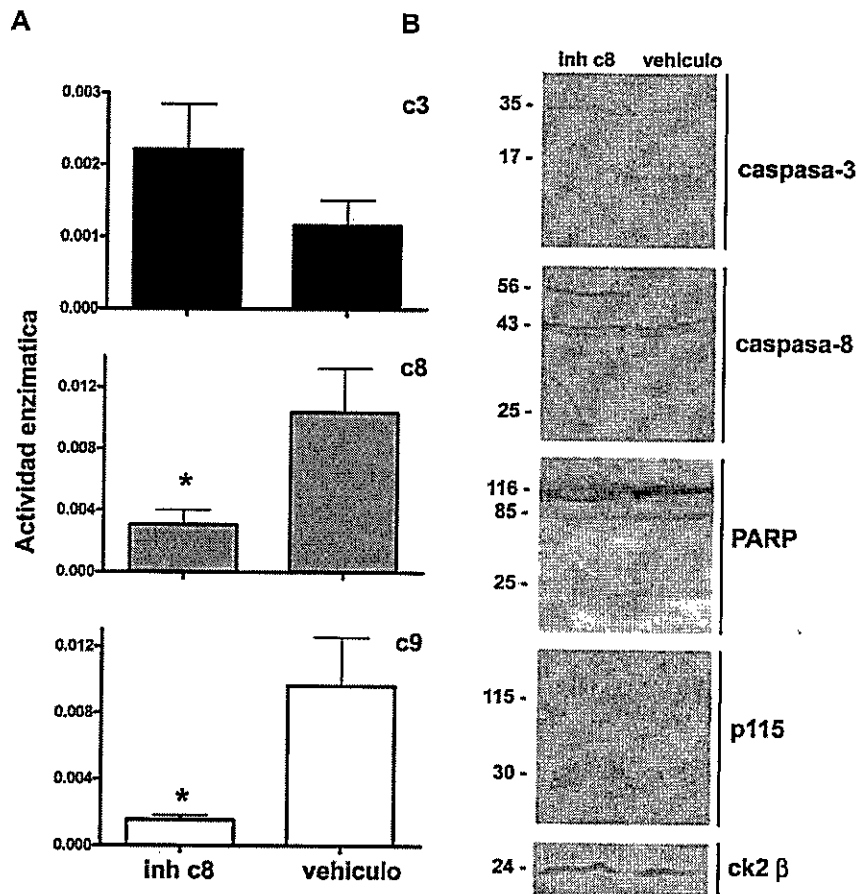 A
Actividad enzimatica
0.003
0.002
0.001
0.000
c3
0.012
0.008
0.004
0.000
c8
*
0.012
0.008
0.004
0.000
c9
*
inh c8 vehiculo
B
inh c8 vehiculo
35 -
17 -
caspasa-3
56 -
43 -
25 -
caspasa-8
116 -
85 -
25 -
PARP
115 -
30 -
p115
24 -
ck2 β